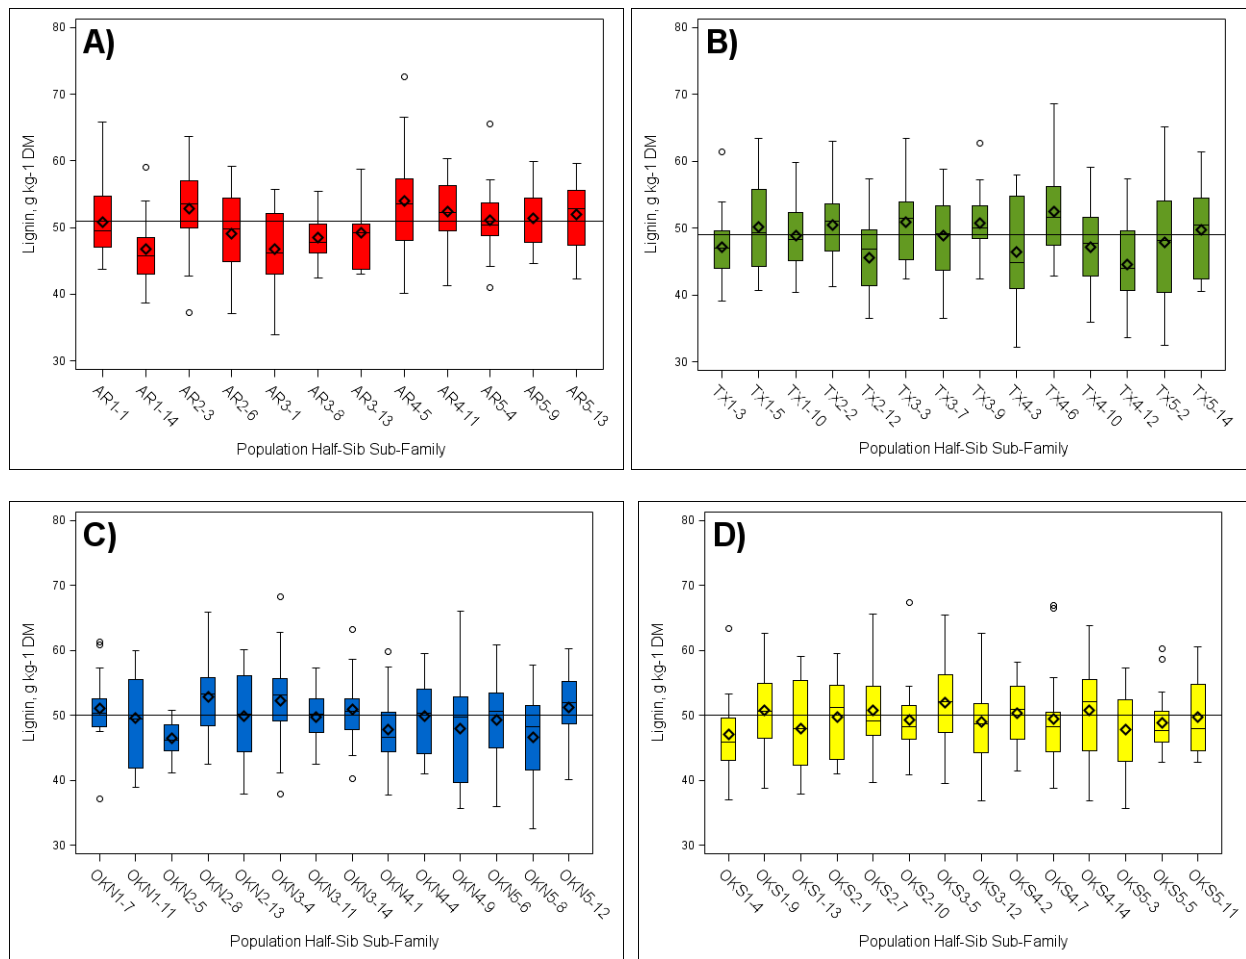 A)
80
70
60
50
40
30
Lignin, g kg-1 DM
AR1-1
AR1-14
AR2-3
AR2-6
AR3-1
AR3-8
AR3-13
AR4-5
AR4-11
AR5-4
AR5-9
AR5-13
Population Half-Sib Sub-Family
B)
80
70
60
50
40
30
Lignin, g kg-1 DM
TX1-3
TX1-5
TX1-10
TX2-2
TX2-12
TX3-3
TX3-7
TX3-9
TX4-3
TX4-6
TX4-10
TX4-12
TX5-2
TX5-14
Population Half-Sib Sub-Family
C)
80
70
60
50
40
30
Lignin, g kg-1 DM
OKN1-7
OKN1-11
OKN2-5
OKN2-8
OKN2-13
OKN3-4
OKN3-11
OKN3-14
OKN4-1
OKN4-4
OKN4-9
OKN5-6
OKN5-8
OKN5-12
Population Half-Sib Sub-Family
D)
80
70
60
50
40
30
Lignin, g kg-1 DM
OKS1-4
OKS1-9
OKS1-13
OKS2-1
OKS2-7
OKS2-10
OKS3-5
OKS3-12
OKS4-2
OKS4-7
OKS4-14
OKS5-3
OKS5-5
OKS5-11
Population Half-Sib Sub-Family